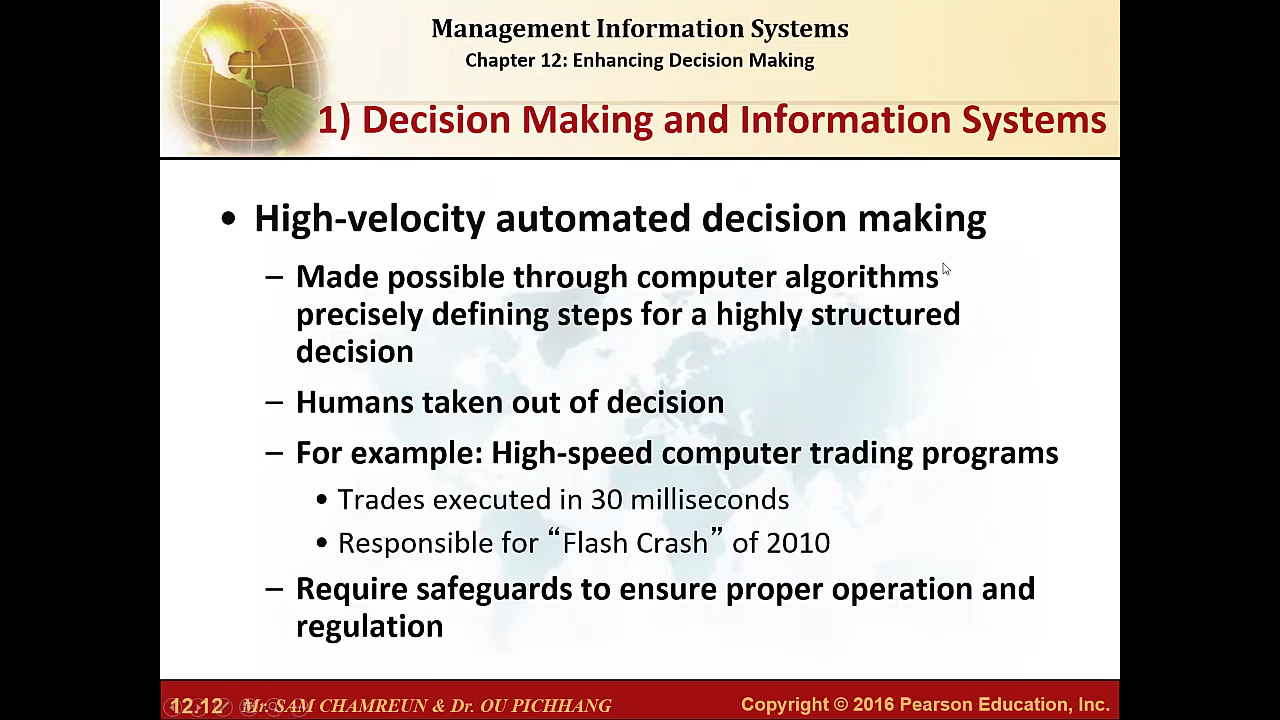 Management Information Systems
Chapter 12: Enhancing Decision Making
1) Decision Making and Information Systems
• High-velocity automated decision making
– Made possible through computer algorithms
precisely defining steps for a highly structured
decision
– Humans taken out of decision
– For example: High-speed computer trading programs
• Trades executed in 30 milliseconds
• Responsible for “Flash Crash” of 2010
– Require safeguards to ensure proper operation and
regulation
12.12 Mr. SAM CHAMREUN & Dr. OU PICHHANG Copyright © 2016 Pearson Education, Inc.